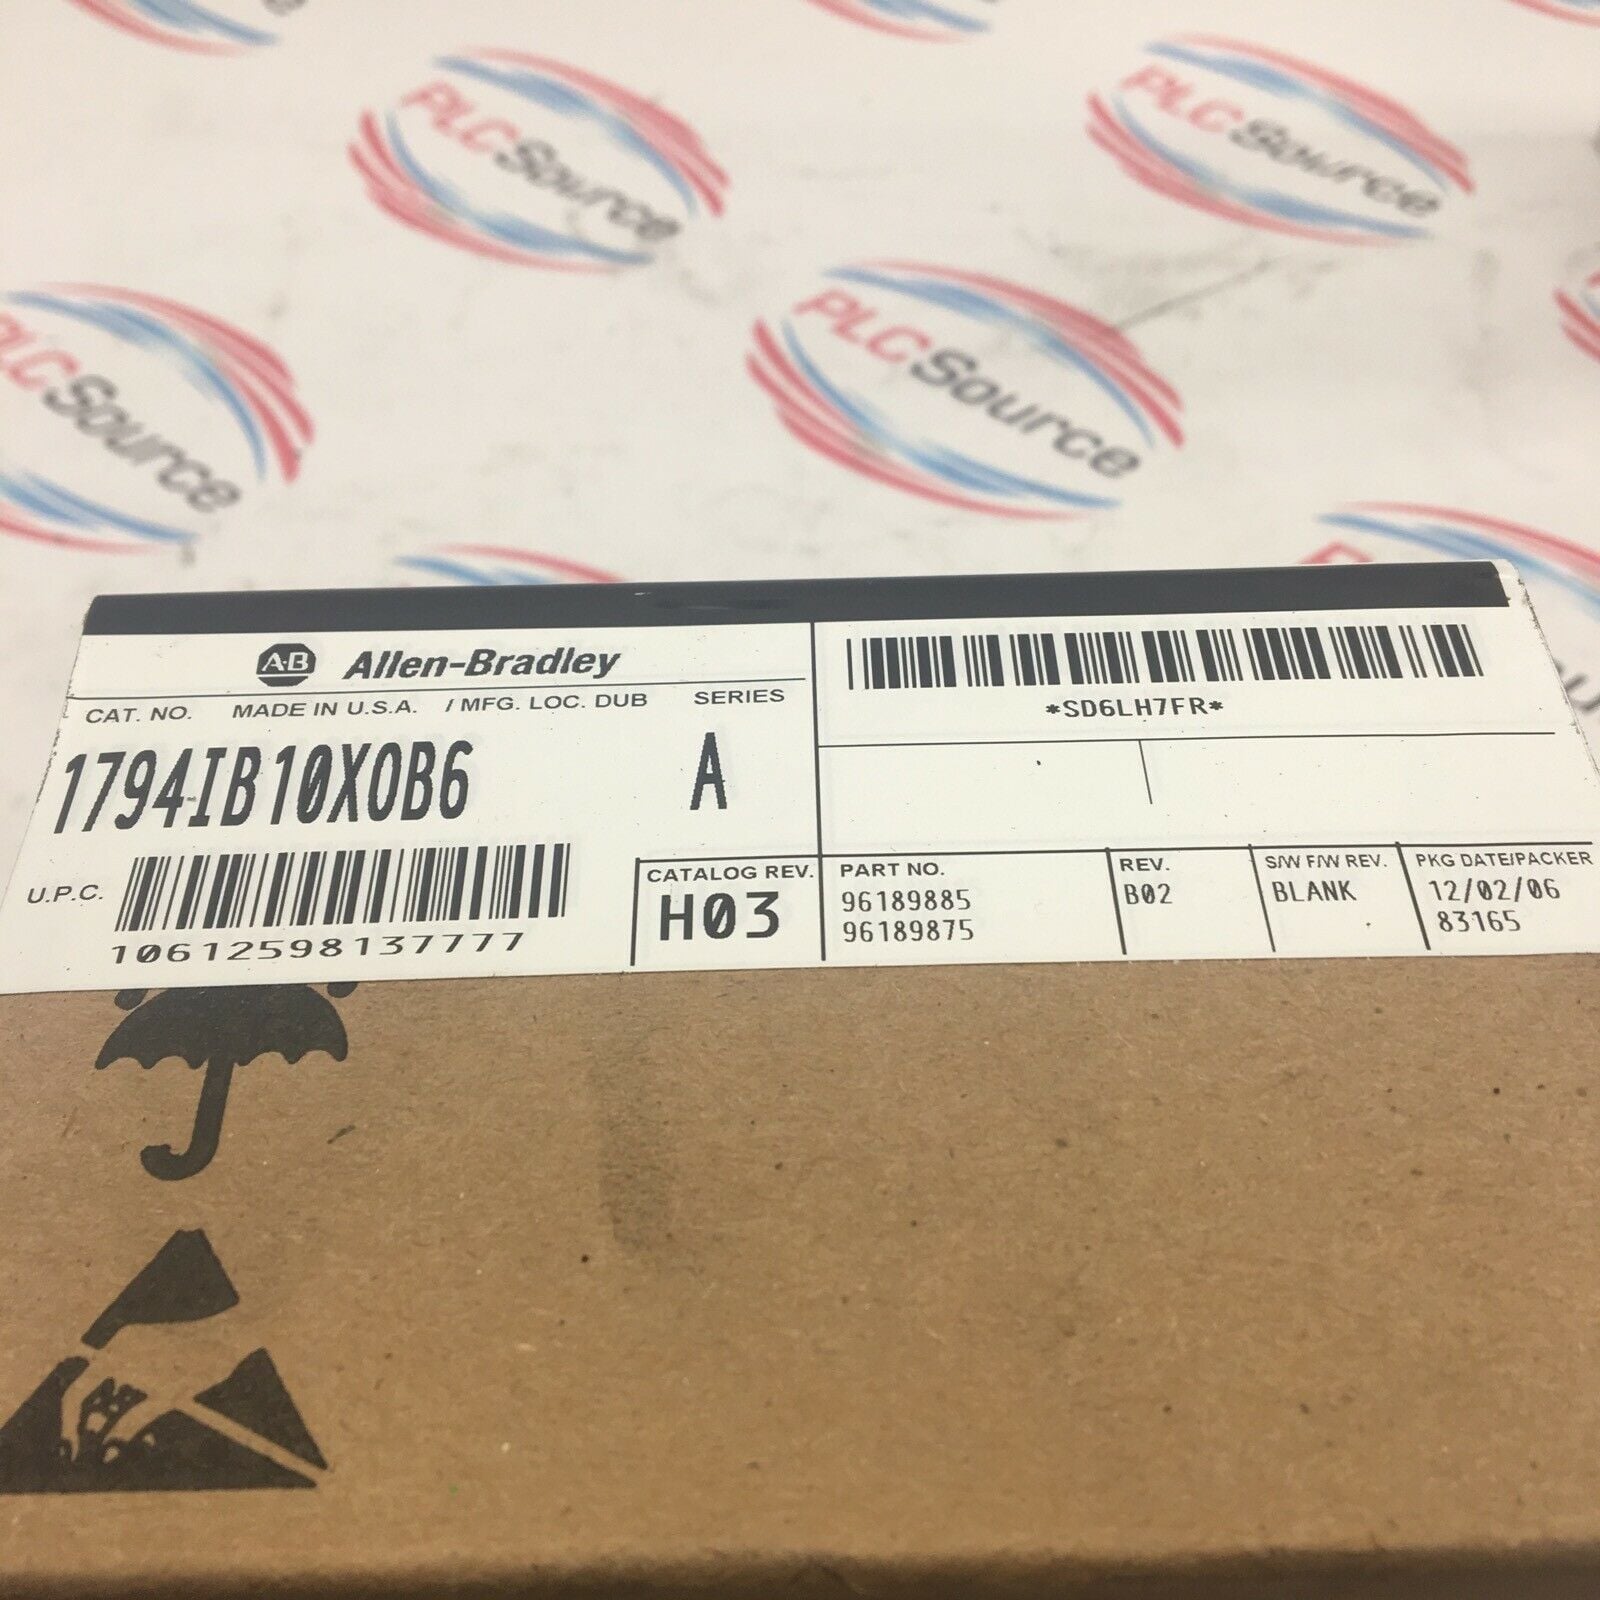 PLCSource
PLCSource
PLCSource
PLCSource
A-B Allen-Bradley
CAT. NO. MADE IN U.S.A. / MFG. LOC. DUB SERIES
1794IB10XOB6 A
*SD6LH7FR*
U.P.C.
10612598137777
CATALOG REV.
H03
PART NO.
96189885
96189875
REV.
B02
S/W F/W REV.
BLANK
PKG DATE/PACKER
12/02/06
83165